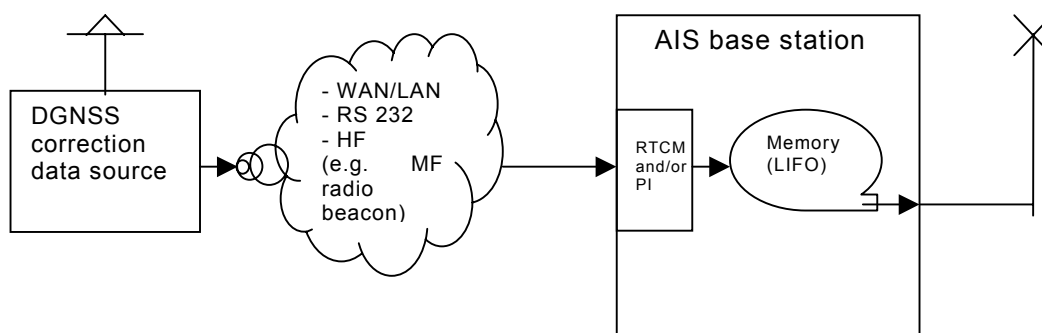 DGNSS
correction
data source
- WAN/LAN
- RS 232
- HF
(e.g. MF
radio
beacon)
AIS base station
RTCM
and/or
PI
Memory
(LIFO)